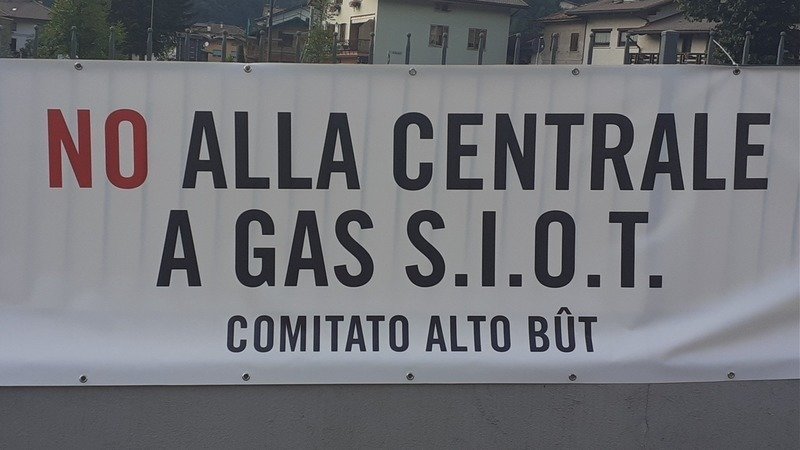 NO ALLA CENTRALE
A GAS S.I.O.T.
COMITATO ALTO BÛT